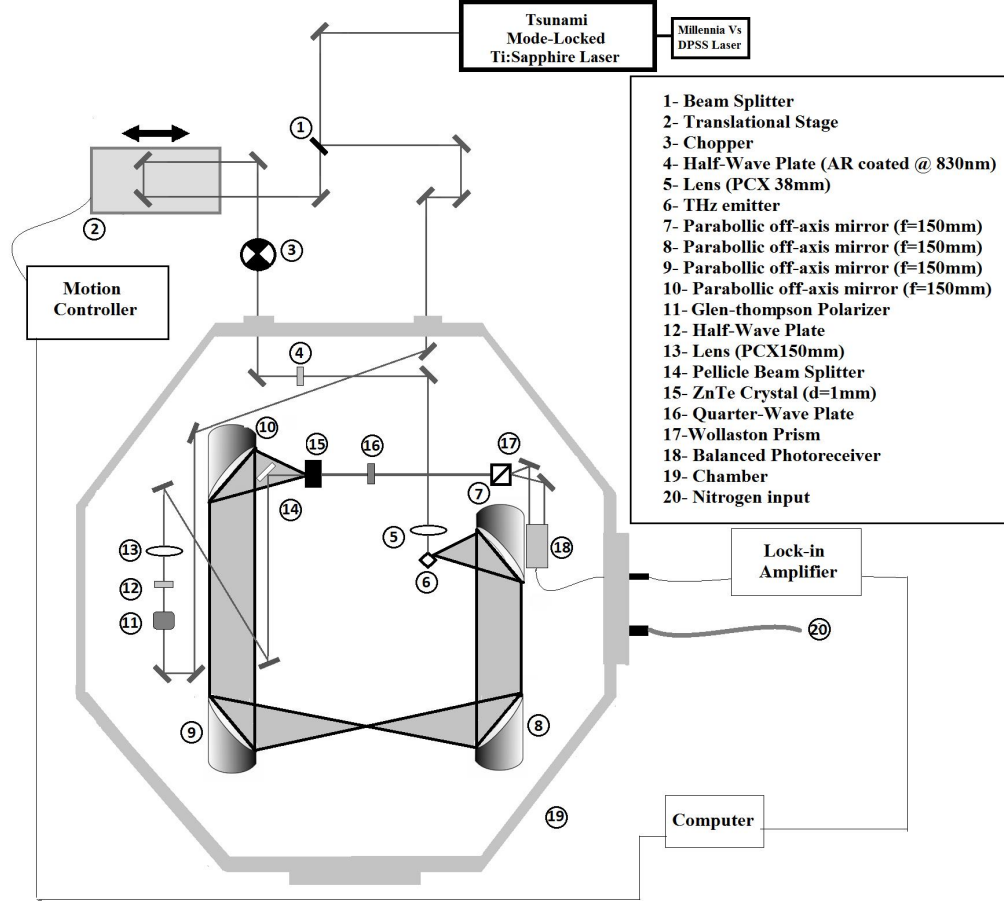 Tsunami
Mode-Locked
Ti:Sapphire Laser
Millennia Vs
DPSS Laser
1- Beam Splitter
2- Translational Stage
3- Chopper
4- Half-Wave Plate (AR coated @ 830nm)
5- Lens (PCX 38mm)
6- THz emitter
7- Parabollic off-axis mirror (f=150mm)
8- Parabollic off-axis mirror (f=150mm)
9- Parabollic off-axis mirror (f=150mm)
10- Parabollic off-axis mirror (f=150mm)
11- Glen-thompson Polarizer
12- Half-Wave Plate
13- Lens (PCX150mm)
14- Pellicle Beam Splitter
15- ZnTe Crystal (d=1mm)
16- Quarter-Wave Plate
17-Wollaston Prism
18- Balanced Photoreceiver
19- Chamber
20- Nitrogen input
1
2
3
Motion
Controller
4
10
15
16
17
7
14
5
18
6
13
12
11
Lock-in
Amplifier
20
9
8
19
Computer